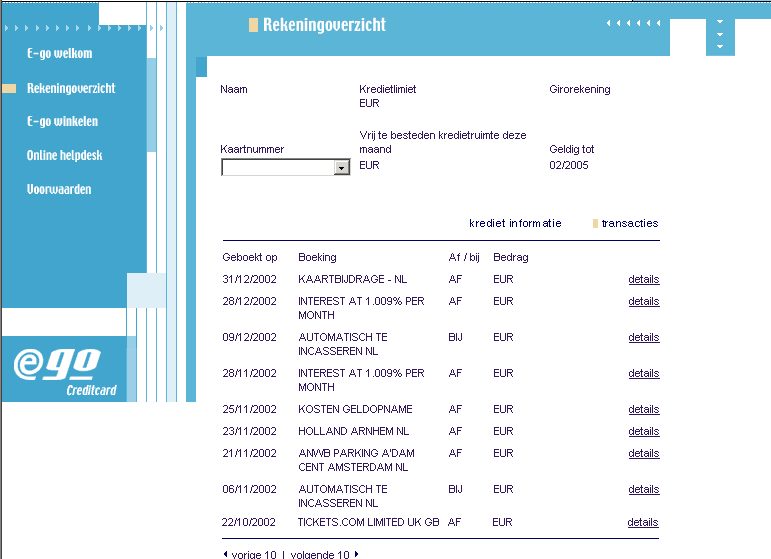 Rekeningoverzicht
E-go welkom
Rekeningoverzicht
E-go winkelen
Online helpdesk
Voorwaarden
@go
Creditcard
Naam Kredietlimiet Girorekening
EUR
Vrij te besteden kredietruimte deze
Kaartnummer maand Geldig tot
EUR 02/2005
krediet informatie transacties
Geboekt op Boeking Af / bij Bedrag
31/12/2002 KAARTBIJDRAGE - NL AF EUR details
28/12/2002 INTEREST AT 1.009% PER AF EUR details
MONTH
09/12/2002 AUTOMATISCH TE BIJ EUR details
INCASSEREN NL
28/11/2002 INTEREST AT 1.009% PER AF EUR details
MONTH
25/11/2002 KOSTEN GELDOPNAME AF EUR details
23/11/2002 HOLLAND ARNHEM NL AF EUR details
21/11/2002 ANWB PARKING A'DAM AF EUR details
CENT AMSTERDAM NL
06/11/2002 AUTOMATISCH TE BIJ EUR details
INCASSEREN NL
22/10/2002 TICKETS.COM LIMITED UK GB AF EUR details
vorige 10 | volgende 10